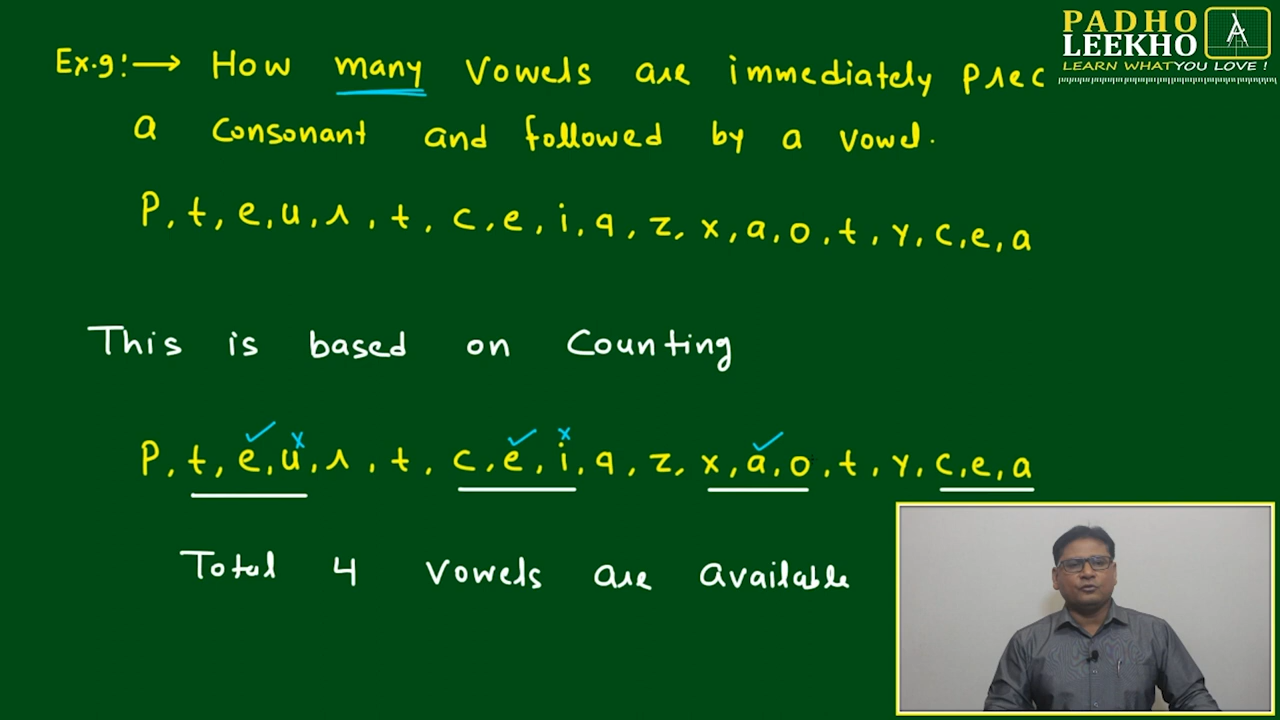 PADHO
LEEKHO
LEARN WHAT YOU LOVE !
Ex.g:→ How many vowels are immediately prec
a consonant and followed by a vowel.
P, t, e, u, r, t, c, e, i, q, z, x, a, o, t, y, c, e, a
This is based on Counting
P, t, e, u, r, t, c, e, i, q, z, x, a, o, t, y, c, e, a
Total 4 vowels are available